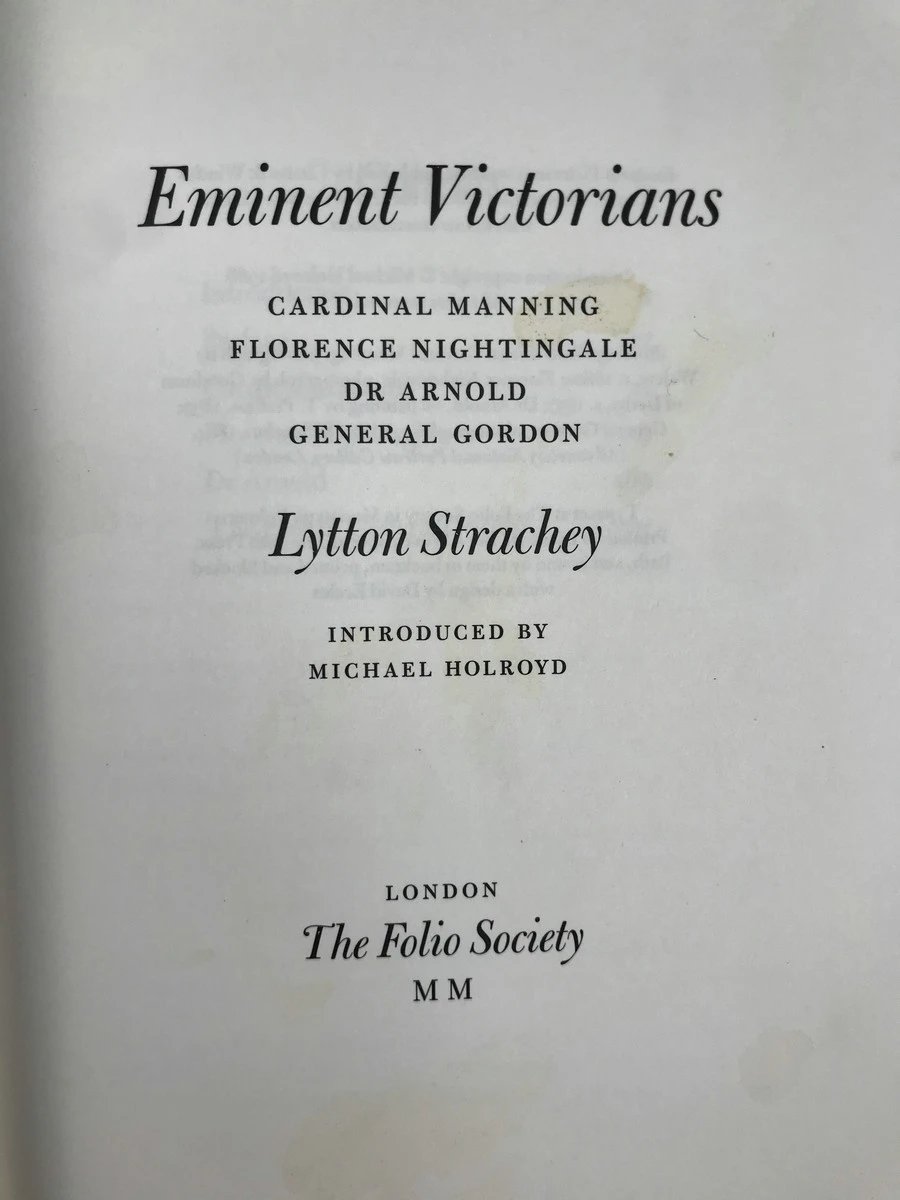 Eminent Victorians
CARDINAL MANNING
FLORENCE NIGHTINGALE
DR ARNOLD
GENERAL GORDON
Lytton Strachey
INTRODUCED BY
MICHAEL HOLROYD
LONDON
The Folio Society
MM